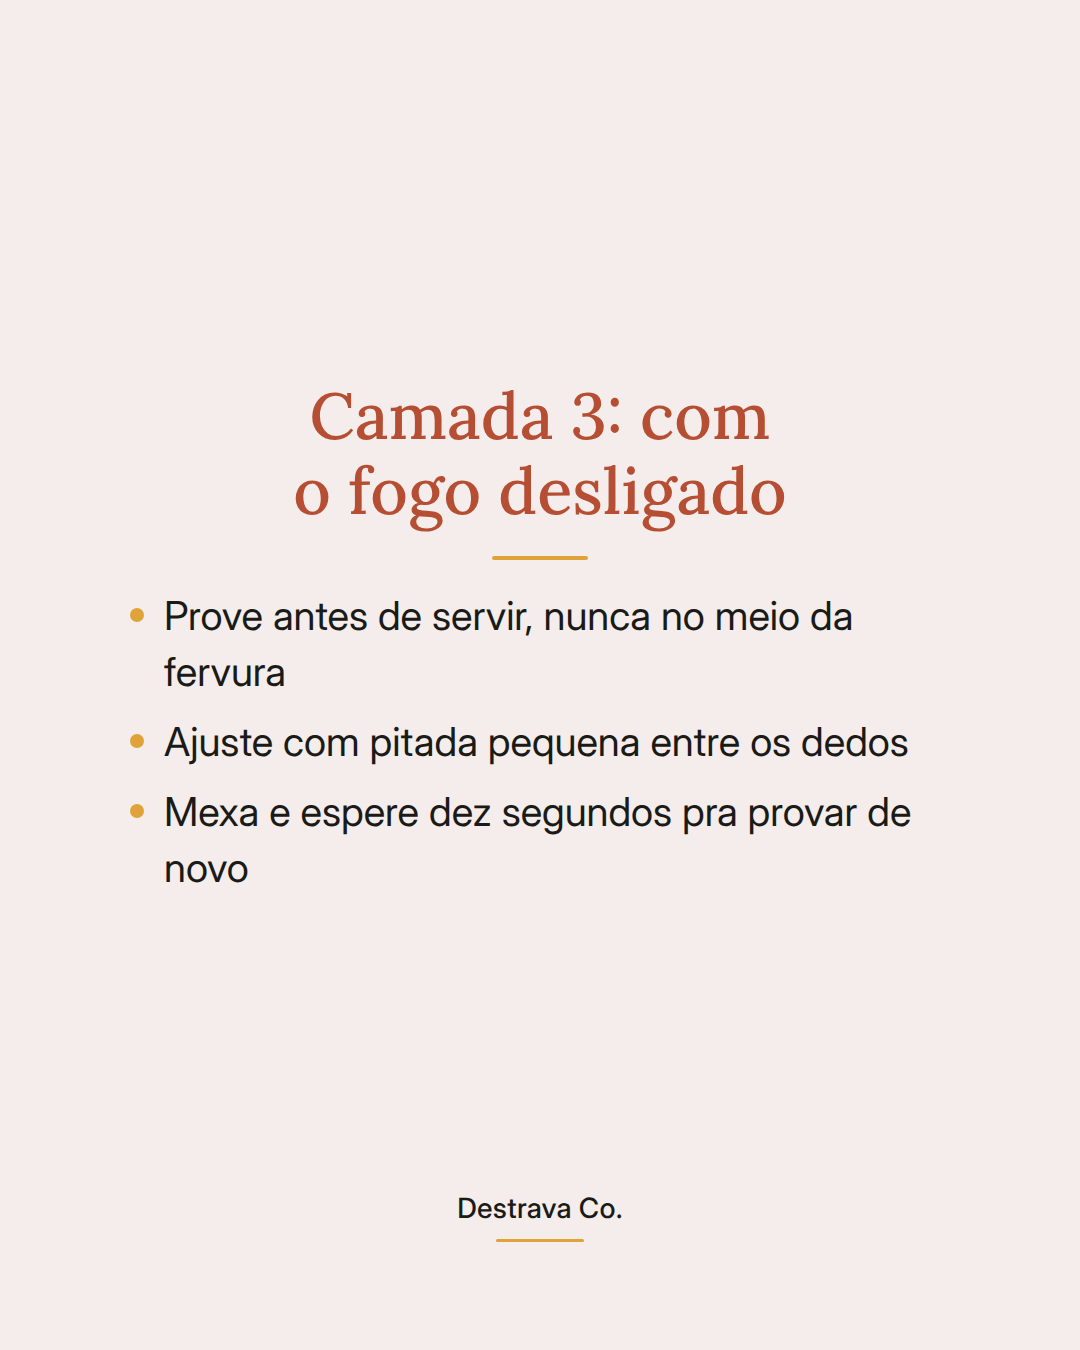 Camada 3: com
o fogo desligado
Prove antes de servir, nunca no meio da
fervura
Ajuste com pitada pequena entre os dedos
Mexa e espere dez segundos pra provar de
novo
Destrava Co.